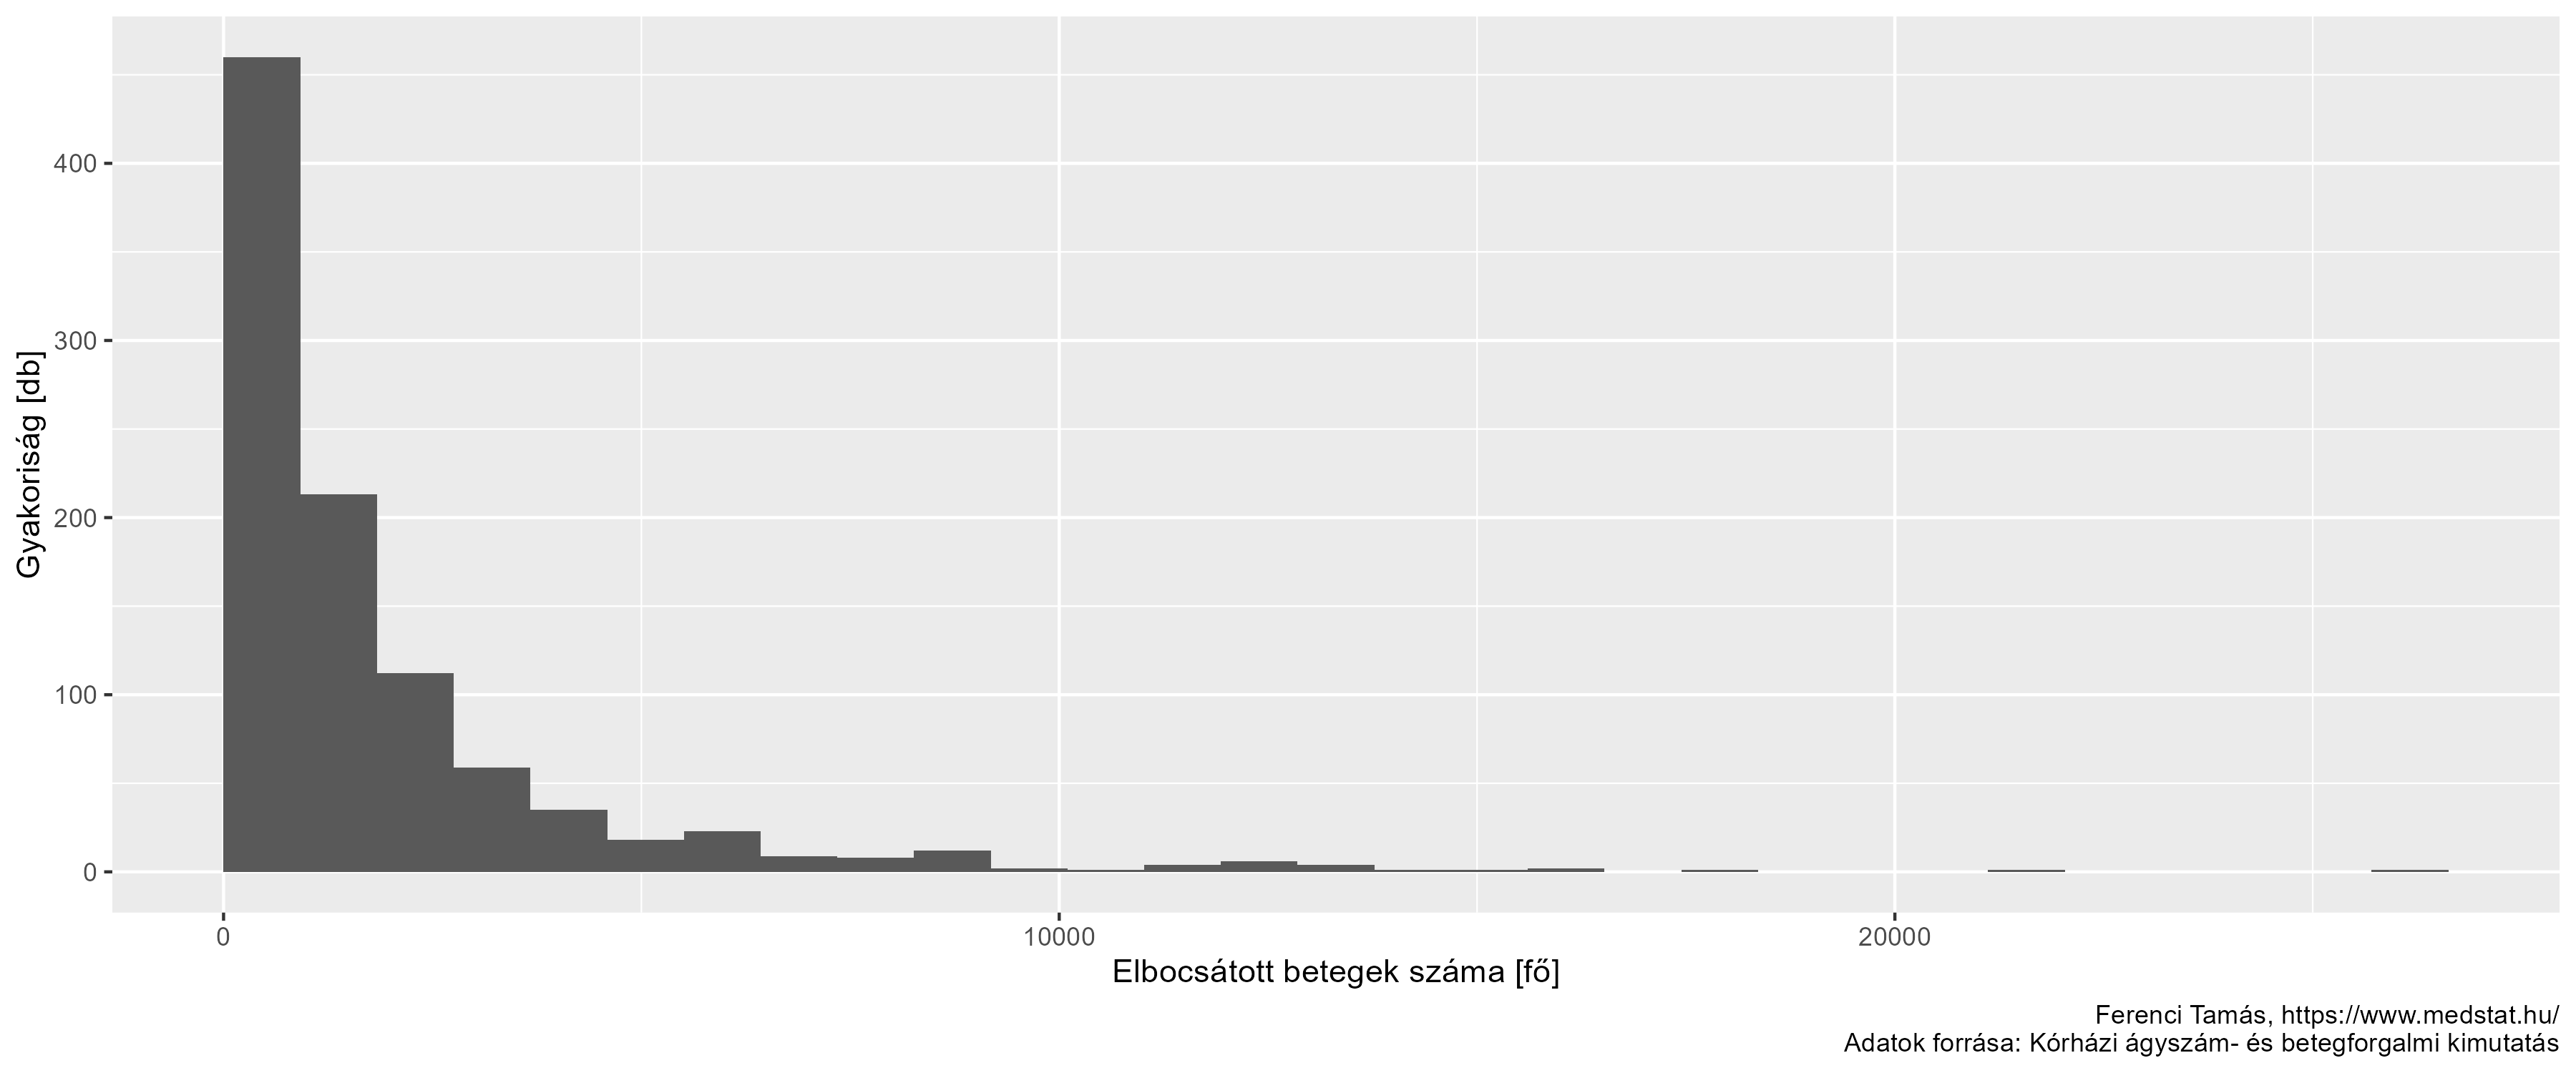 Gyakoriság [db]
400
300
200
100
0
0
10000
20000
Elbocsátott betegek száma [fő]
Ferenci Tamás, https://www.medstat.hu/
Adatok forrása: Kórházi ágyszám- és betegforgalmi kimutatás